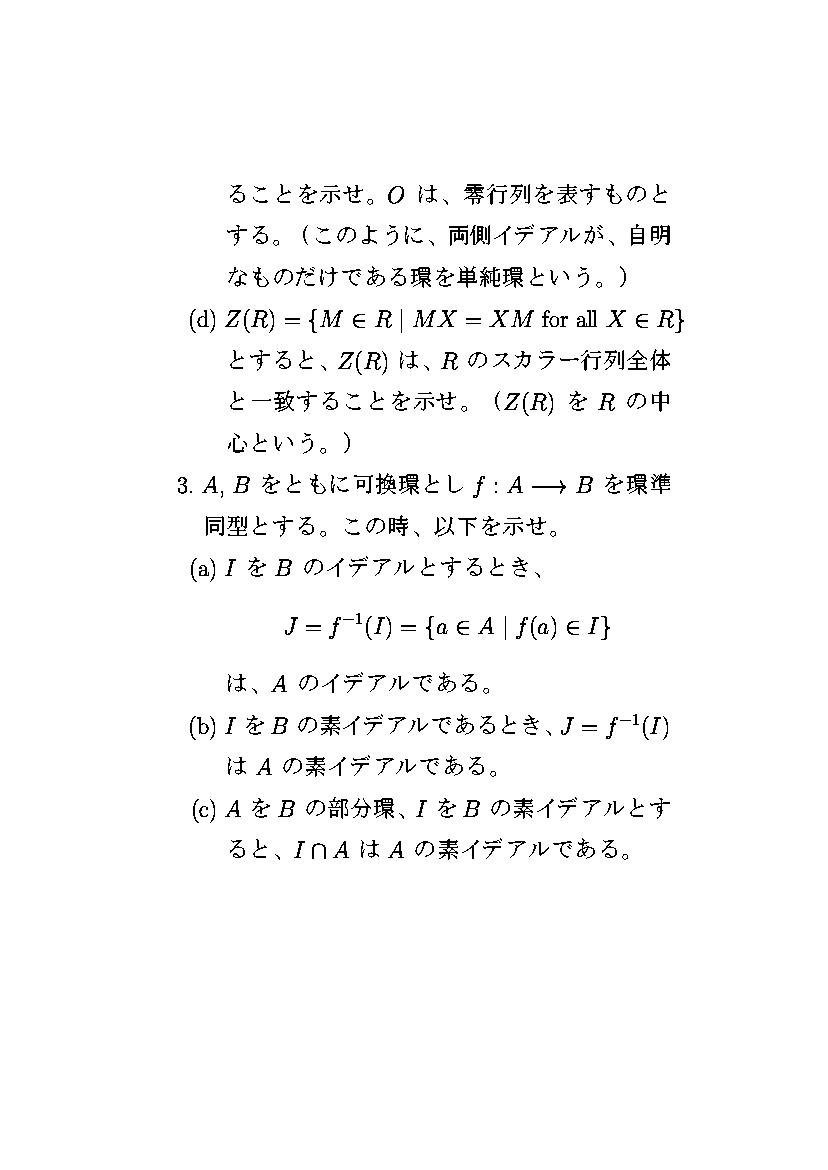 ることを示せ。O は、零行列を表すものと
する。（このように、両側イデアルが、自明
なものだけである環を単純環という。）
(d) Z(R) = {M ∈ R | MX = XM for all X ∈ R}
とすると、Z(R) は、R のスカラー行列全体
と一致することを示せ。（Z(R) を R の中
心という。）
3. A, B をともに可換環とし f : A ⟶ B を環準
同型とする。この時、以下を示せ。
(a) I を B のイデアルとするとき、
J = f⁻¹(I) = {a ∈ A | f(a) ∈ I}
は、A のイデアルである。
(b) I を B の素イデアルであるとき、J = f⁻¹(I)
は A の素イデアルである。
(c) A を B の部分環、I を B の素イデアルとす
ると、I ∩ A は A の素イデアルである。